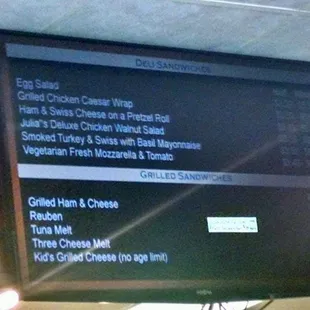 DELI SANDWICHES
Egg Salad
Grilled Chicken Caesar Wrap
Ham & Swiss Cheese on a Pretzel Roll
Julia"s Deluxe Chicken Walnut Salad
Smoked Turkey & Swiss with Basil Mayonnaise
Vegetarian Fresh Mozzarella & Tomato
GRILLED SANDWICHES
Grilled Ham & Cheese
Reuben
Tuna Melt
Three Cheese Melt
Kid's Grilled Cheese (no age limit)